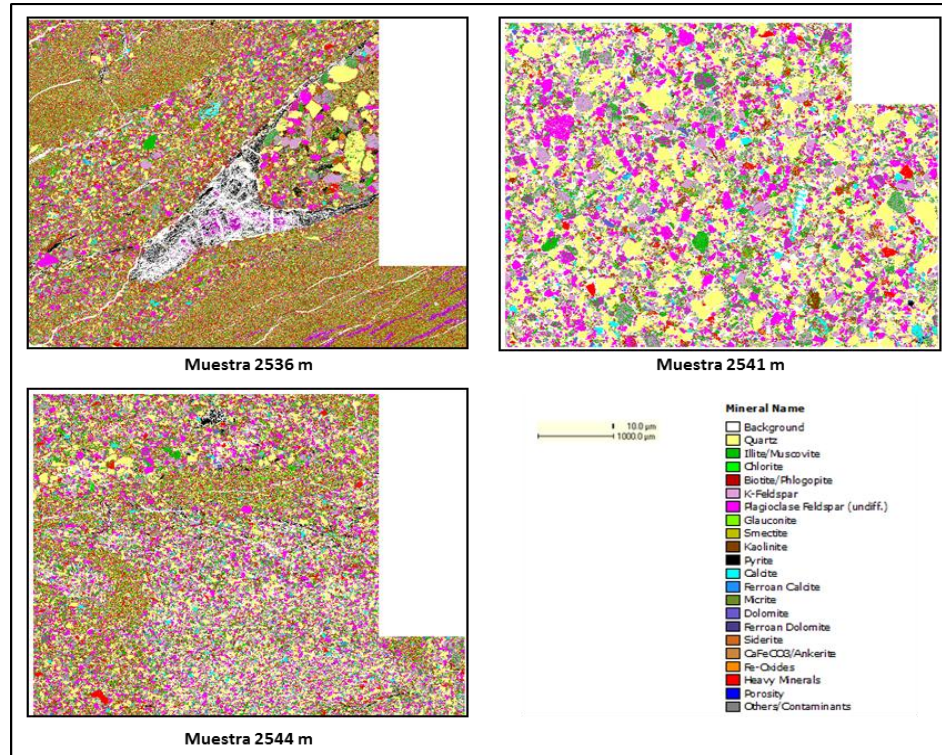 Muestra 2536 m
Muestra 2541 m
Muestra 2544 m
10.0 µm
1000.0 µm
Mineral Name
Background
Quartz
Illite/Muscovite
Chlorite
Biotite/Phlogopite
K-Feldspar
Plagioclase Feldspar (undiff.)
Glauconite
Smectite
Kaolinite
Pyrite
Calcite
Ferroan Calcite
Micrite
Dolomite
Ferroan Dolomite
Siderite
CaFeCO3/Ankerite
Fe-Oxides
Heavy Minerals
Porosity
Others/Contaminants